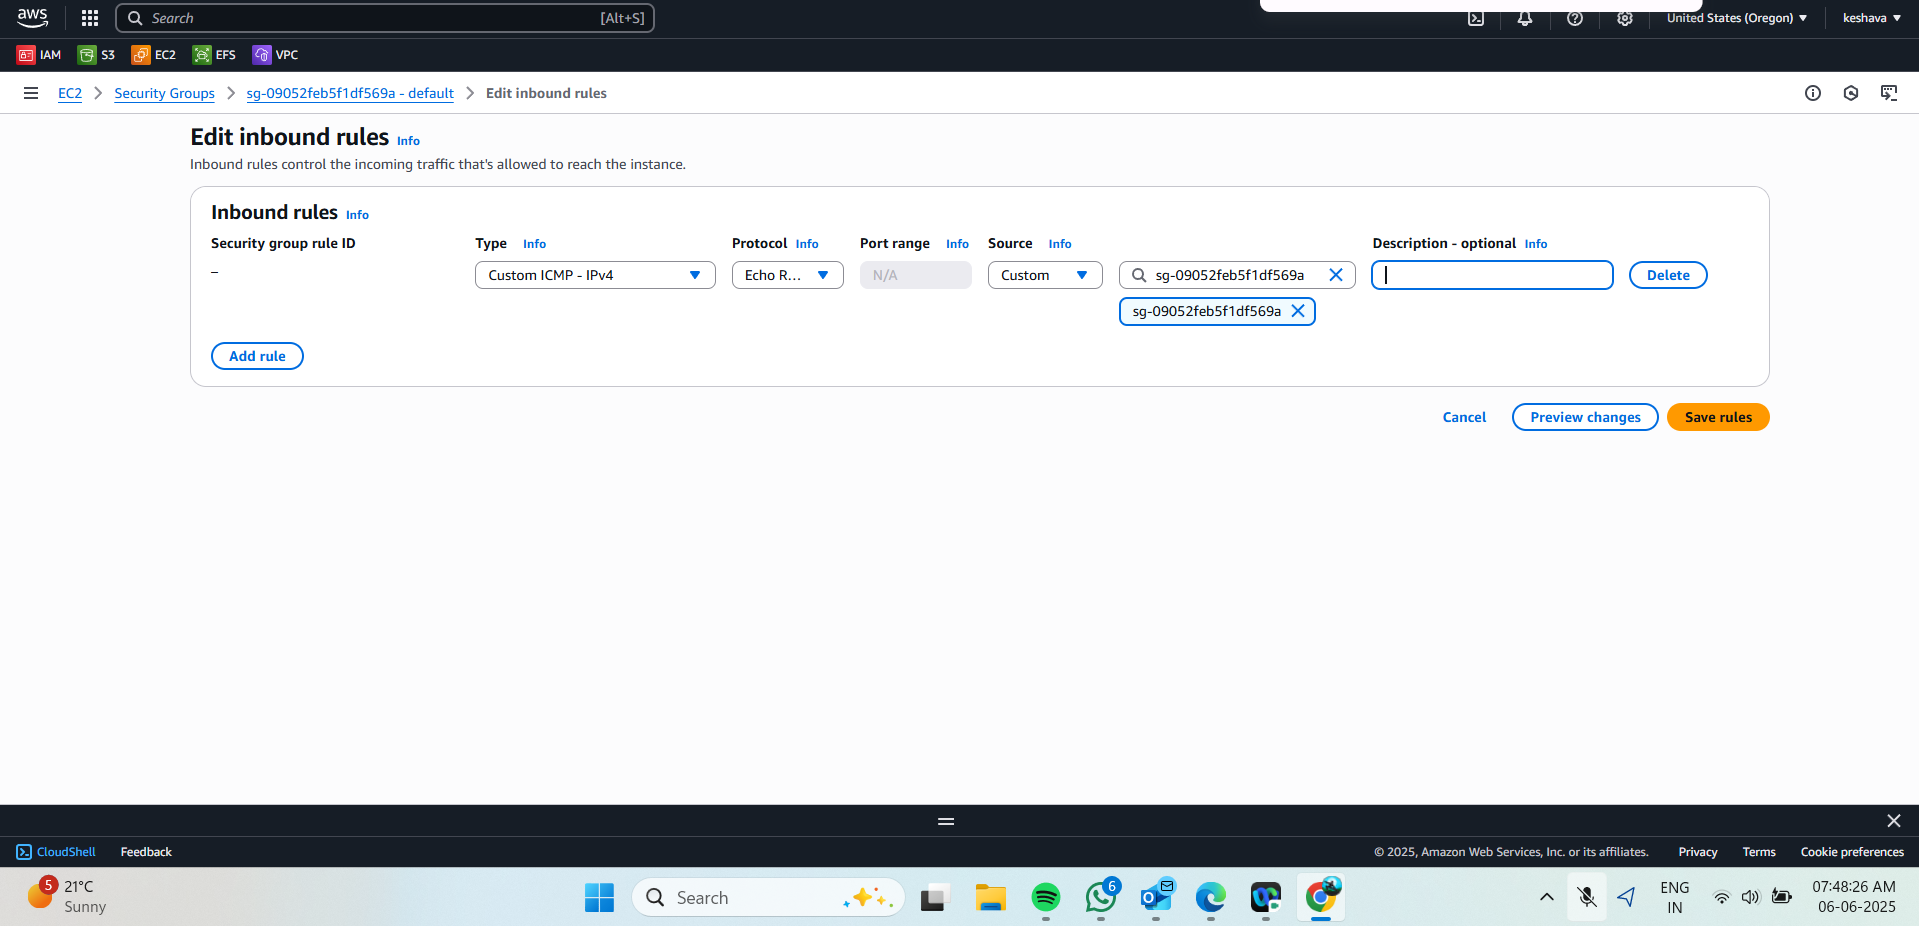 aws
Search [Alt+S]
United States (Oregon)
keshava
IAM S3 EC2 EFS VPC
EC2 > Security Groups > sg-09052feb5f1df569a - default > Edit inbound rules
Edit inbound rules Info
Inbound rules control the incoming traffic that's allowed to reach the instance.
Inbound rules Info
Security group rule ID Type Info Protocol Info Port range Info Source Info Description - optional Info
– Custom ICMP - IPv4 Echo R... N/A Custom sg-09052feb5f1df569a Delete
sg-09052feb5f1df569a
Add rule
Cancel Preview changes Save rules
CloudShell Feedback © 2025, Amazon Web Services, Inc. or its affiliates. Privacy Terms Cookie preferences
5 21°C
Sunny
Search
6
ENG
IN
07:48:26 AM
06-06-2025